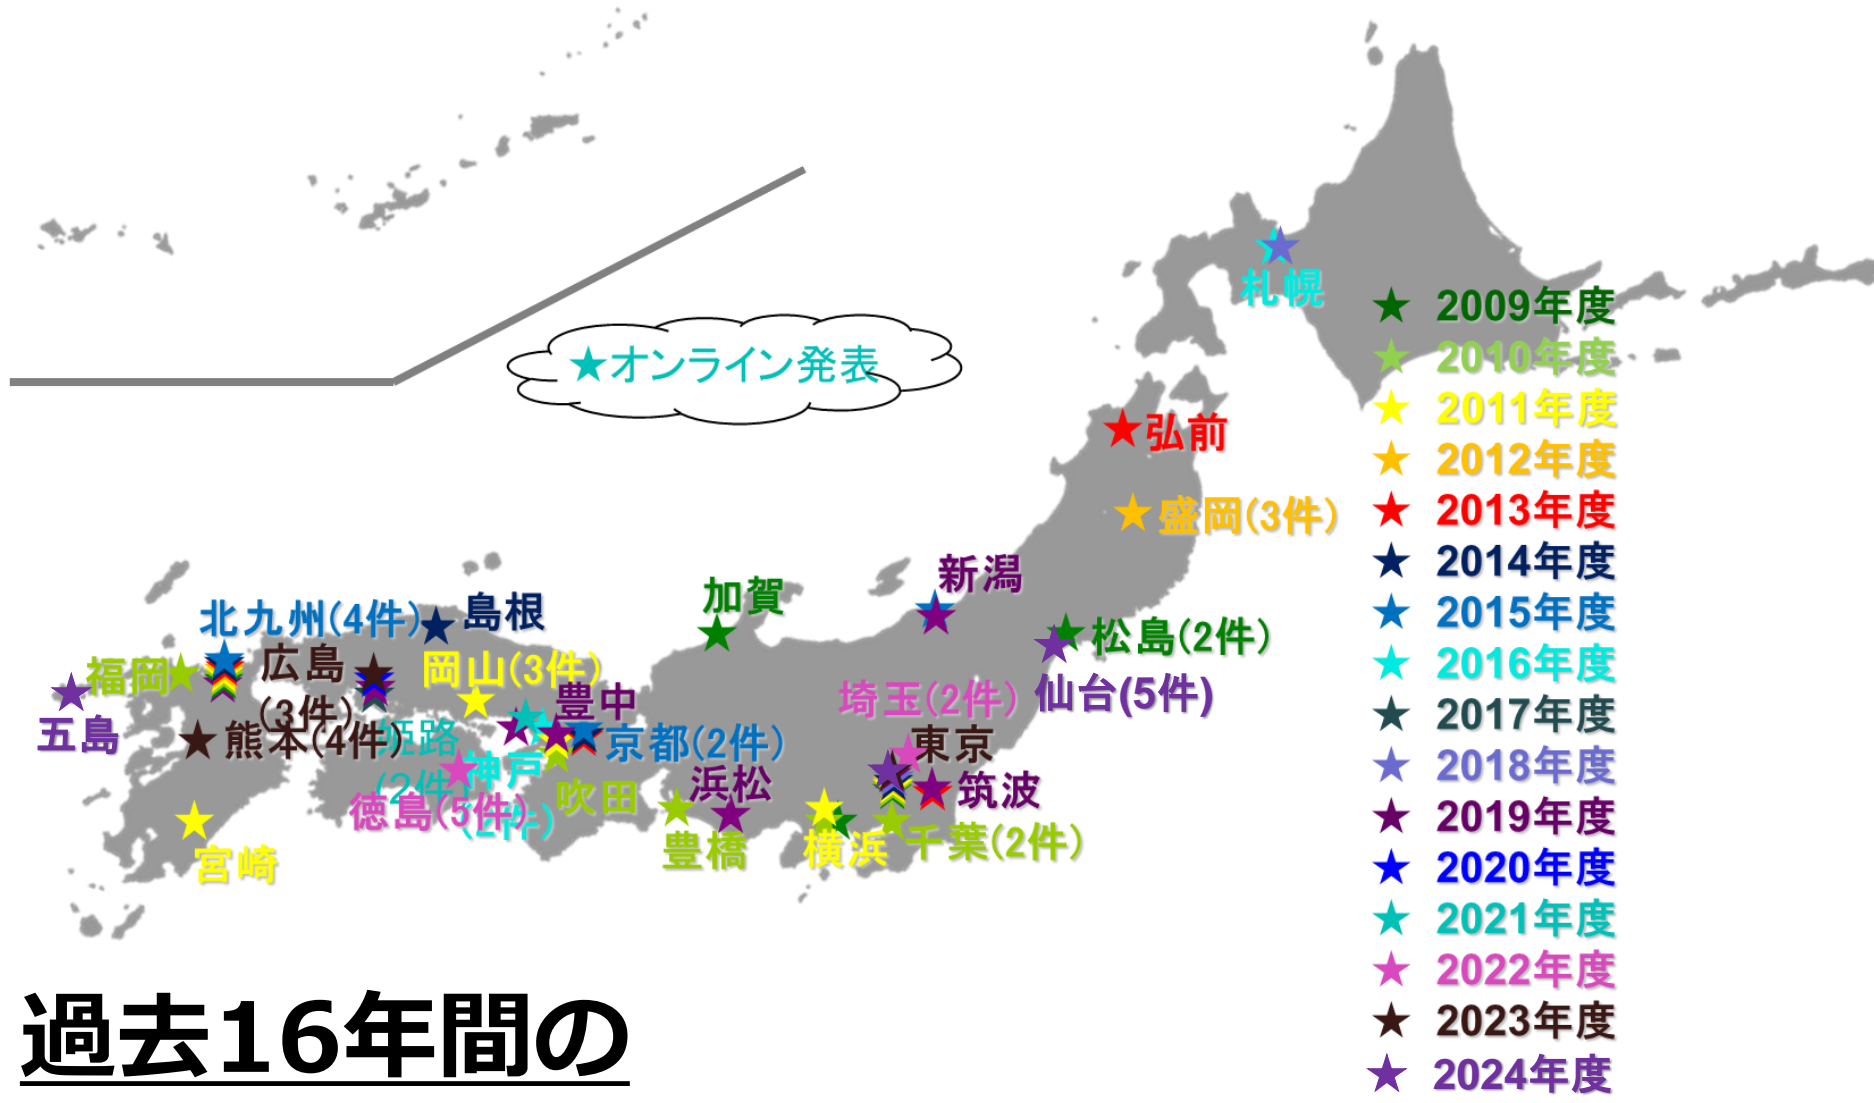 ★オンライン発表
札幌
弘前
盛岡(3件)
新潟
加賀
松島(2件)
仙台(5件)
北九州(4件)
島根
福岡
広島
(3件)
岡山(3件)
豊中
埼玉(2件)
五島
熊本(4件)
姫路
(2件)
京都(2件)
東京
神戸
(2件)
徳島(5件)
吹田
浜松
筑波
宮崎
豊橋
横浜
千葉(2件)
★ 2009年度
★ 2010年度
★ 2011年度
★ 2012年度
★ 2013年度
★ 2014年度
★ 2015年度
★ 2016年度
★ 2017年度
★ 2018年度
★ 2019年度
★ 2020年度
★ 2021年度
★ 2022年度
★ 2023年度
★ 2024年度
過去16年間の